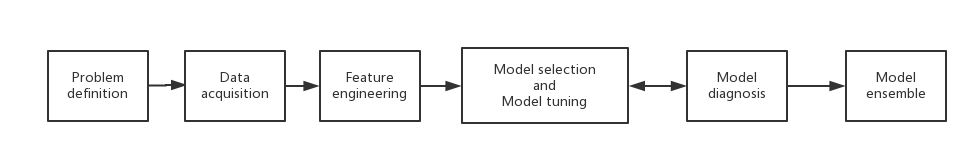 Problem
definition
Data
acquisition
Feature
engineering
Model selection
and
Model tuning
Model
diagnosis
Model
ensemble